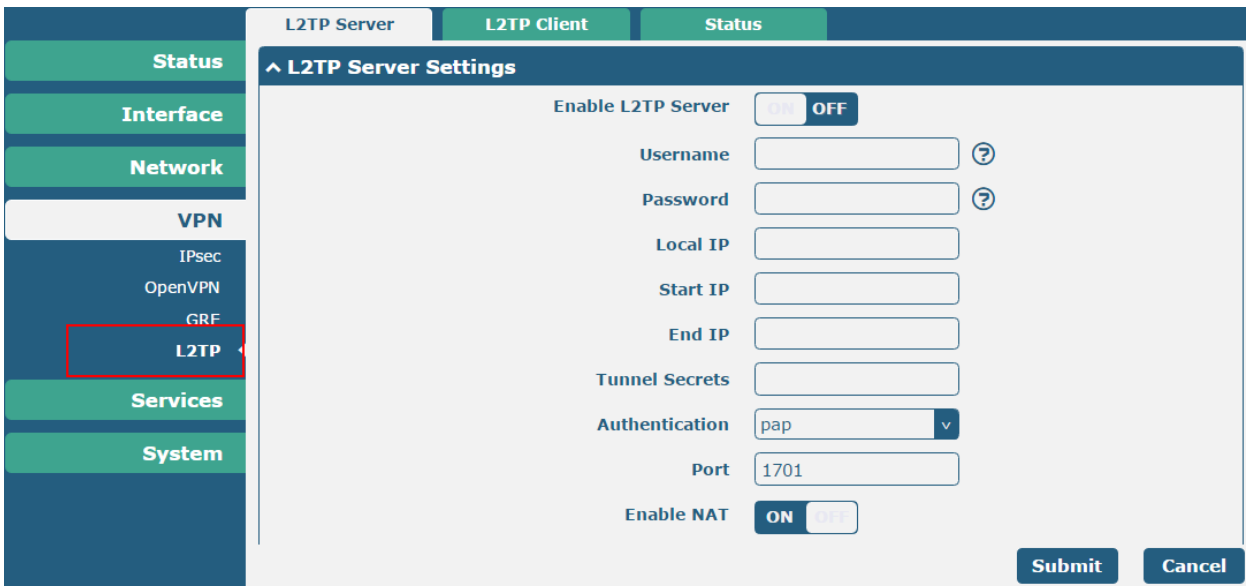 L2TP Server L2TP Client Status
Status
Interface
Network
VPN
IPsec
OpenVPN
GRE
L2TP
Services
System
L2TP Server Settings
Enable L2TP Server ON OFF
Username ?
Password ?
Local IP
Start IP
End IP
Tunnel Secrets
Authentication pap v
Port 1701
Enable NAT ON OFF
Submit Cancel